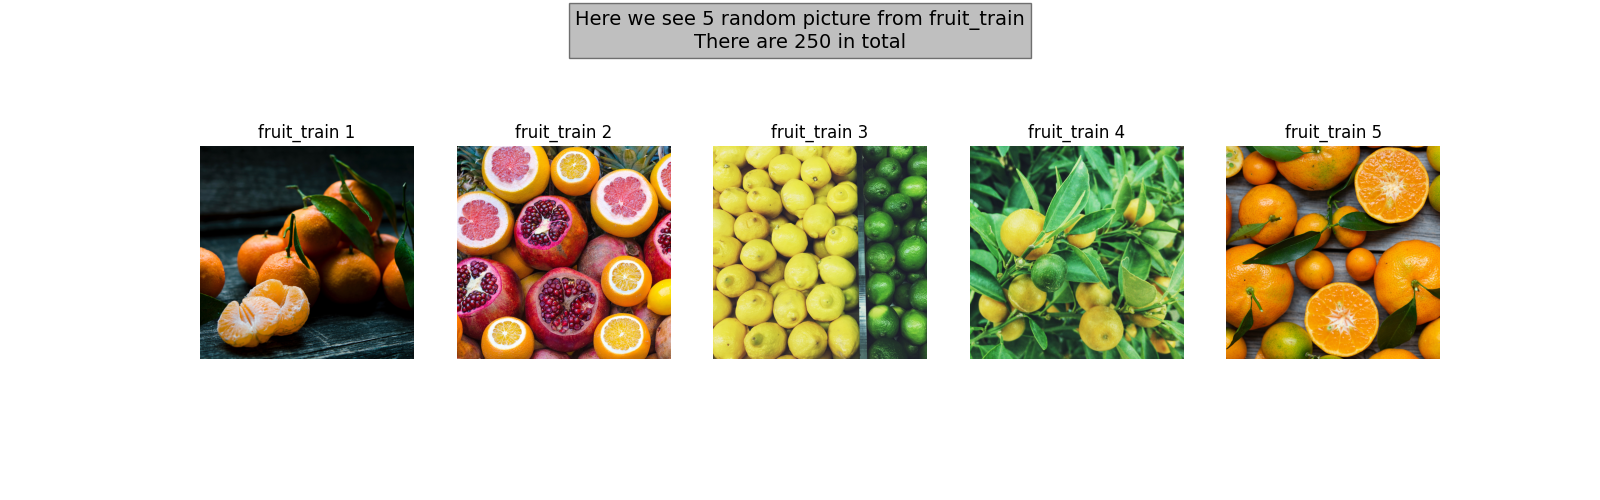 Here we see 5 random picture from fruit_train
There are 250 in total
fruit_train 1
fruit_train 2
fruit_train 3
fruit_train 4
fruit_train 5